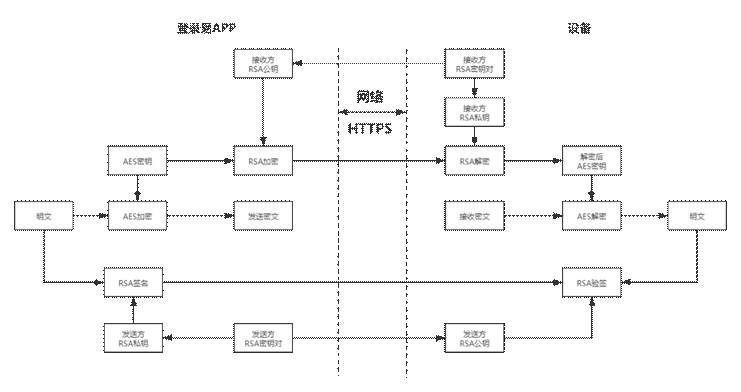 登录易APP
设备
接收方
RSA公钥
接收方
RSA密钥对
网络
HTTPS
接收方
RSA私钥
AES密钥
RSA加密
RSA解密
解密后
AES密钥
明文
AES加密
发送密文
接收密文
AES解密
明文
RSA签名
RSA验签
发送方
RSA私钥
发送方
RSA密钥对
发送方
RSA公钥